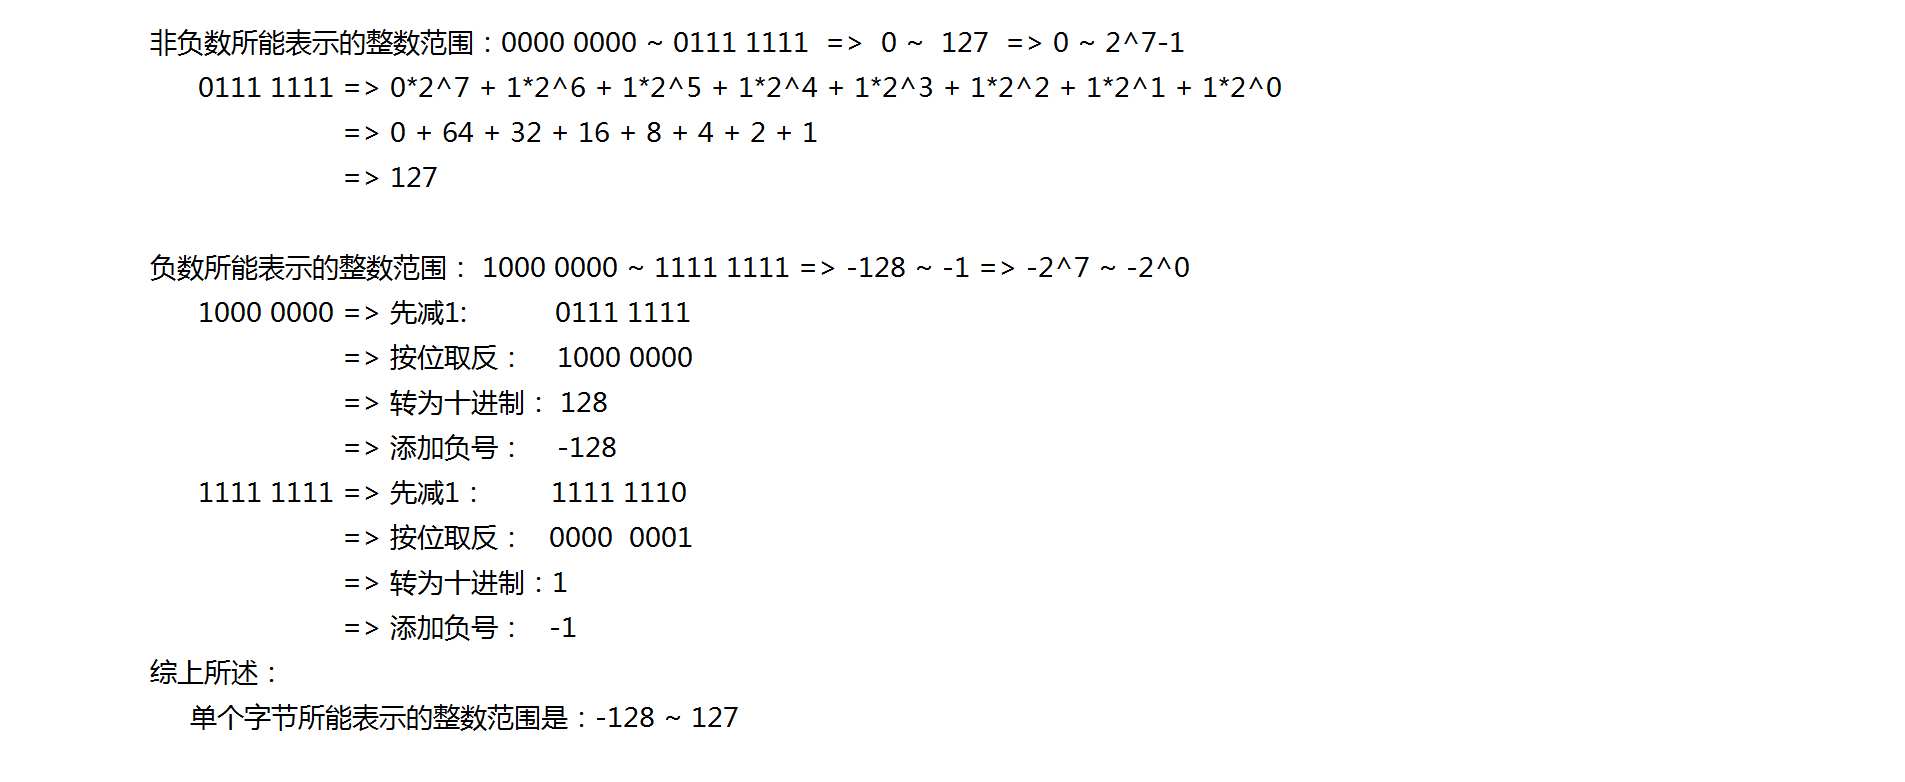 非负数所能表示的整数范围：0000 0000 ~ 0111 1111 => 0 ~ 127 => 0 ~ 2^7-1
0111 1111 => 0*2^7 + 1*2^6 + 1*2^5 + 1*2^4 + 1*2^3 + 1*2^2 + 1*2^1 + 1*2^0
=> 0 + 64 + 32 + 16 + 8 + 4 + 2 + 1
=> 127
负数所能表示的整数范围： 1000 0000 ~ 1111 1111 => -128 ~ -1 => -2^7 ~ -2^0
1000 0000 => 先减1: 0111 1111
=> 按位取反： 1000 0000
=> 转为十进制： 128
=> 添加负号： -128
1111 1111 => 先减1： 1111 1110
=> 按位取反： 0000 0001
=> 转为十进制：1
=> 添加负号： -1
综上所述：
单个字节所能表示的整数范围是：-128 ~ 127